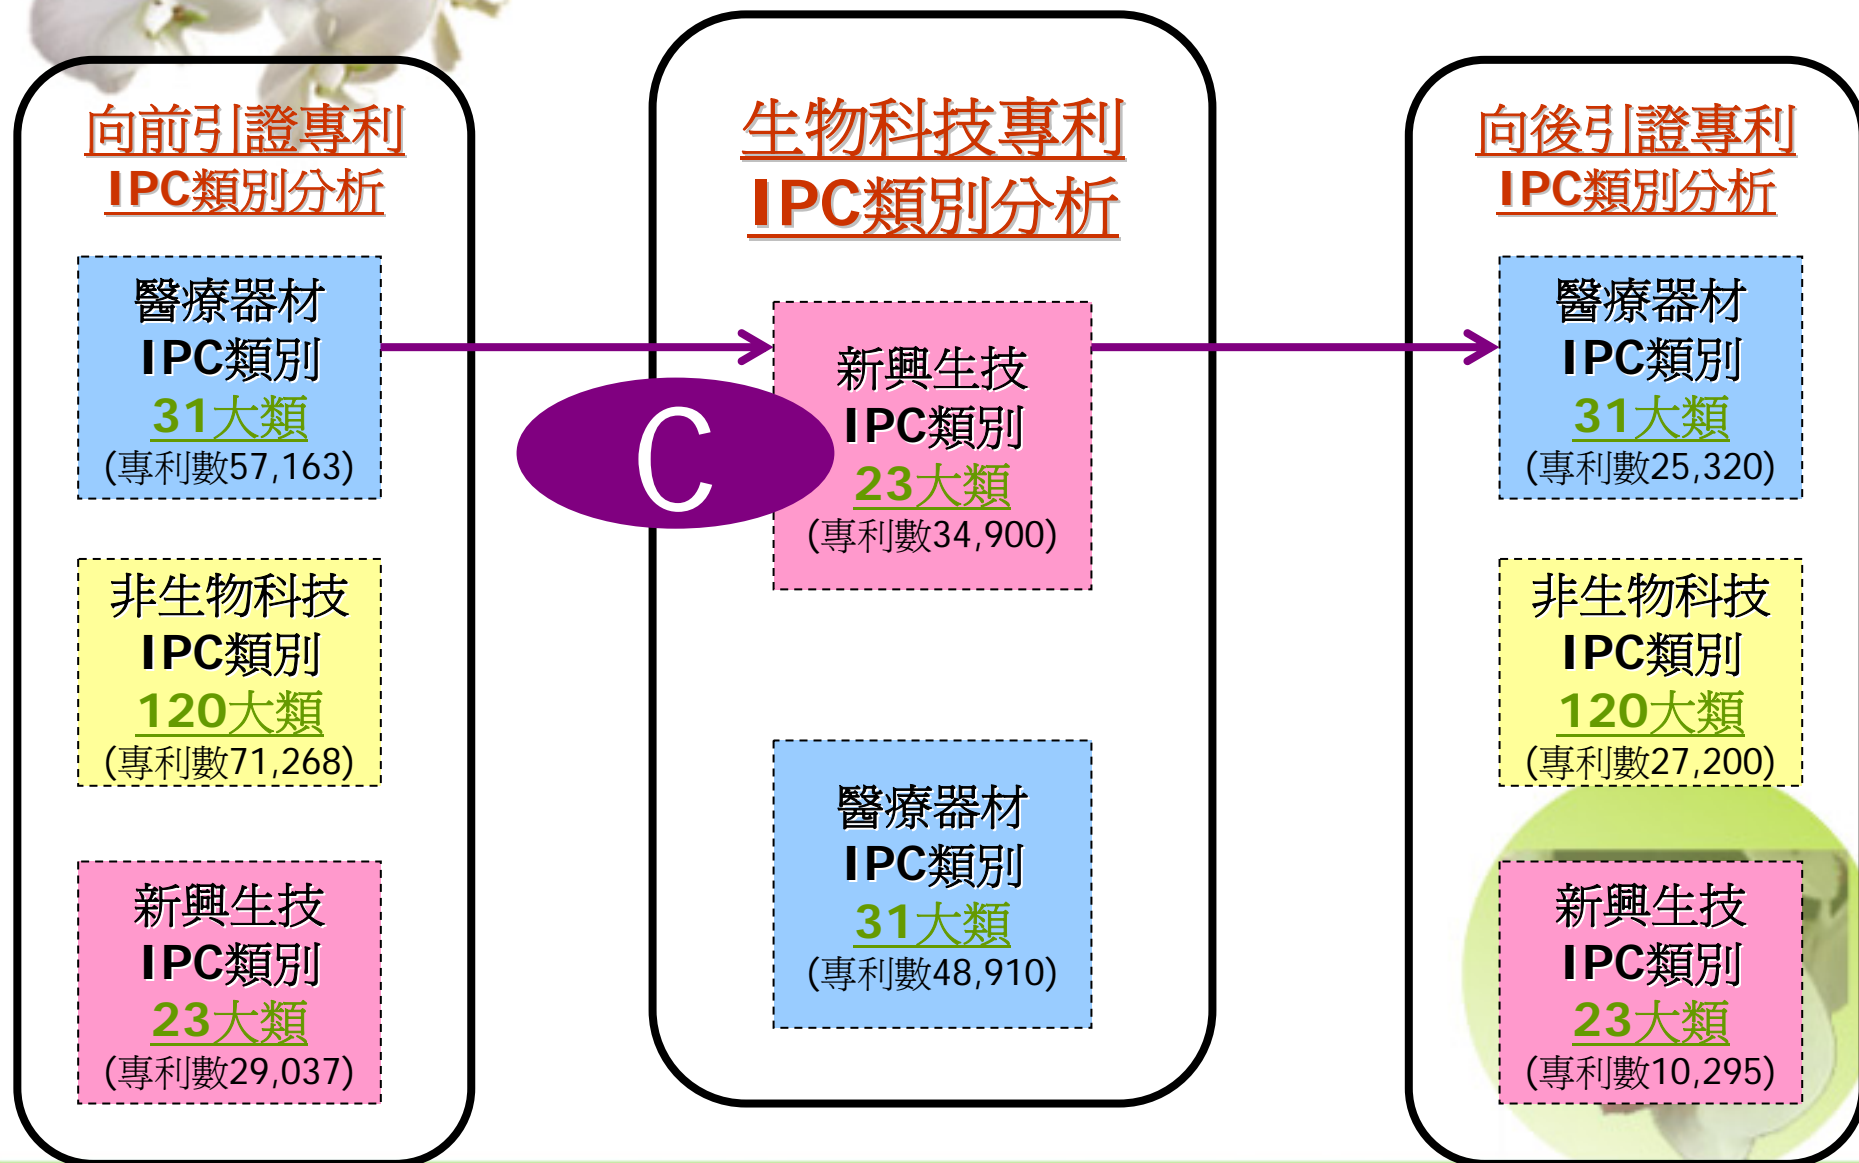 向前引證專利
IPC類別分析
醫療器材
IPC類別
31大類
(專利數57,163)
非生物科技
IPC類別
120大類
(專利數71,268)
新興生技
IPC類別
23大類
(專利數29,037)
生物科技專利
IPC類別分析
C
新興生技
IPC類別
23大類
(專利數34,900)
醫療器材
IPC類別
31大類
(專利數48,910)
向後引證專利
IPC類別分析
醫療器材
IPC類別
31大類
(專利數25,320)
非生物科技
IPC類別
120大類
(專利數27,200)
新興生技
IPC類別
23大類
(專利數10,295)